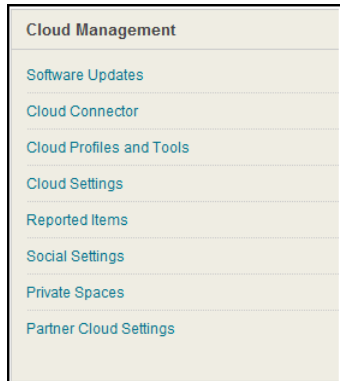 Cloud Management
Software Updates
Cloud Connector
Cloud Profiles and Tools
Cloud Settings
Reported Items
Social Settings
Private Spaces
Partner Cloud Settings